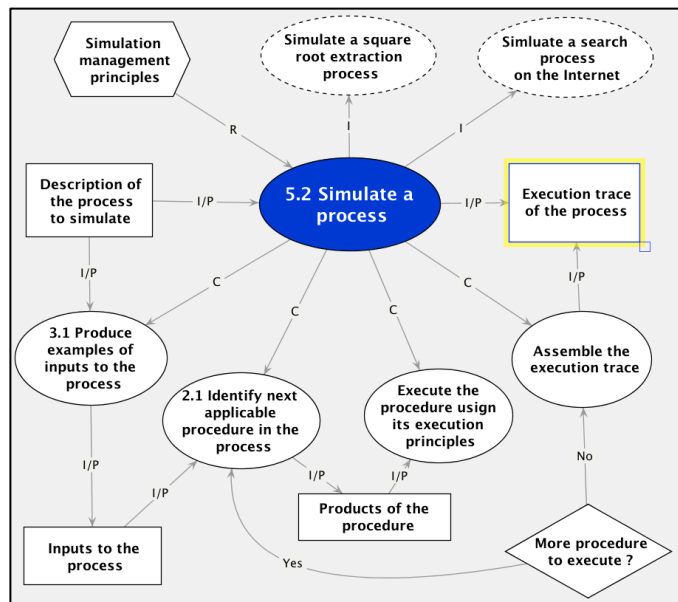 Simulation
management
principles
Simulate a square
root extraction
process
Simluate a search
process
on the Internet
R
I
I
Description of
the process
to simulate
I/P
5.2 Simulate a
process
I/P
Execution trace
of the process
I/P
C
C
C
C
I/P
3.1 Produce
examples of
inputs to the
process
2.1 Identify next
applicable
procedure in the
process
Execute the
procedure usign
its execution
principles
Assemble the
execution trace
I/P
I/P
I/P
I/P
No
Inputs to the
process
Products of the
procedure
Yes
More procedure
to execute ?